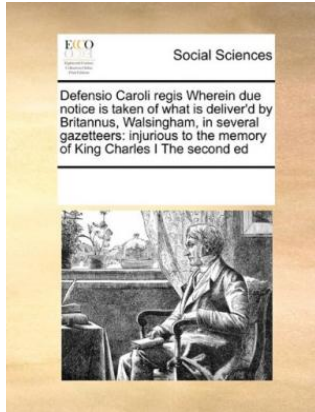 ECCO
Social Sciences
Defensio Caroli regis Wherein due
notice is taken of what is deliver'd by
Britannus, Walsingham, in several
gazetteers: injurious to the memory
of King Charles I The second ed